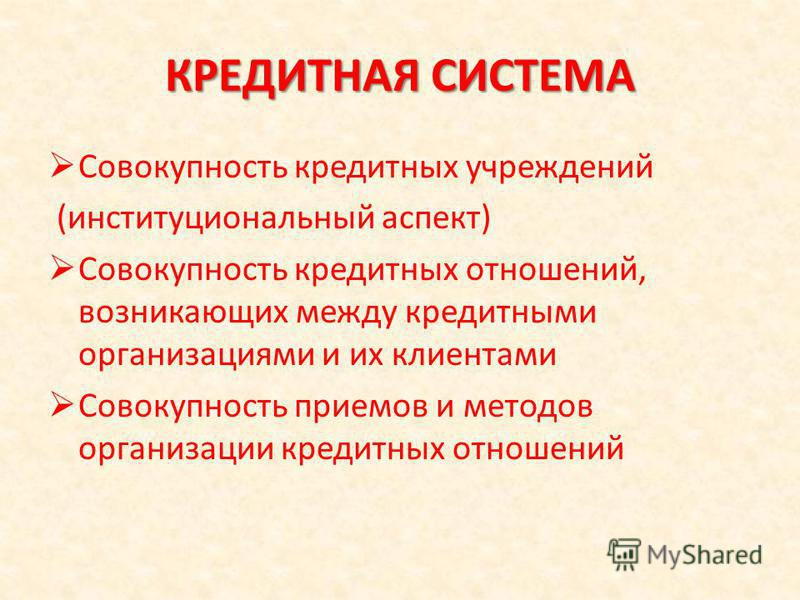 КРЕДИТНАЯ СИСТЕМА
Совокупность кредитных учреждений
(институциональный аспект)
Совокупность кредитных отношений,
возникающих между кредитными
организациями и их клиентами
Совокупность приемов и методов
организации кредитных отношений
MyShared